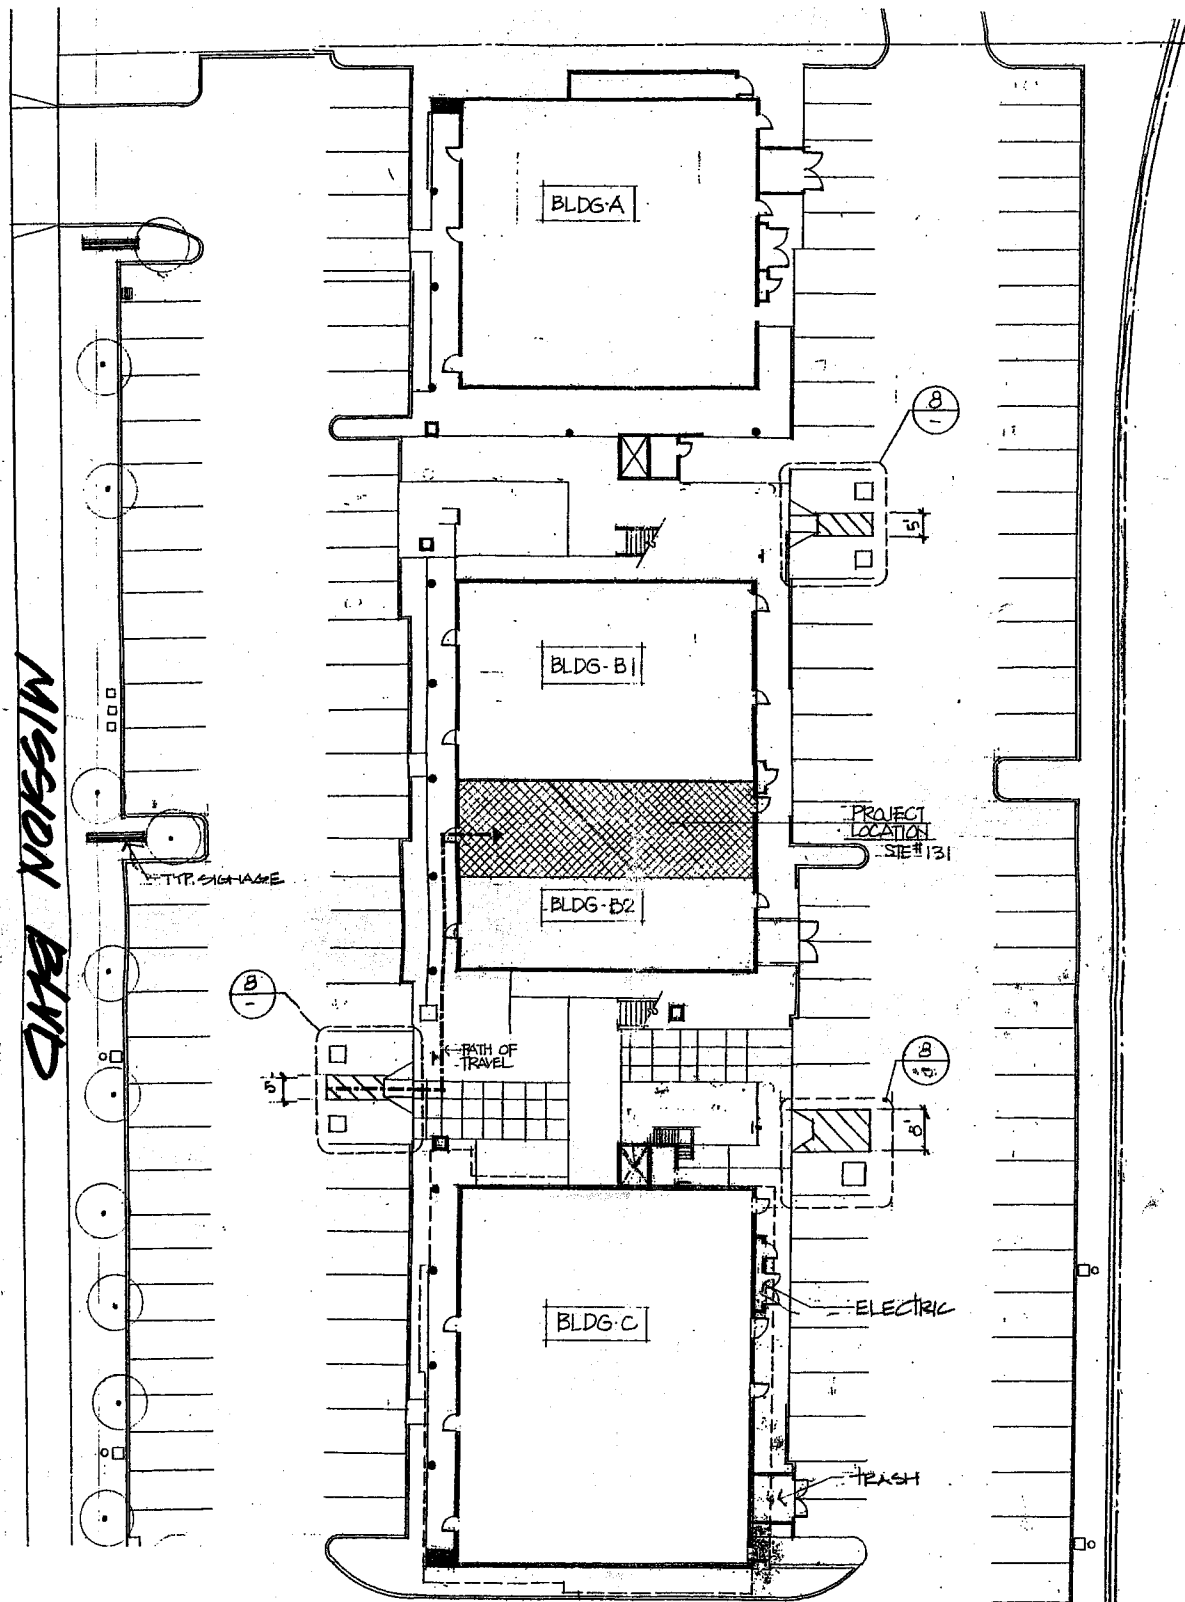 BLDG·A
8
-
5'
BLDG-B1
MISSION BLVD
PROJECT
LOCATION
STE#131
TYP. SIGNAGE
BLDG-B2
8
-
PATH OF
TRAVEL
5'
8
8'
BLDG·C
ELECTRIC
TRASH